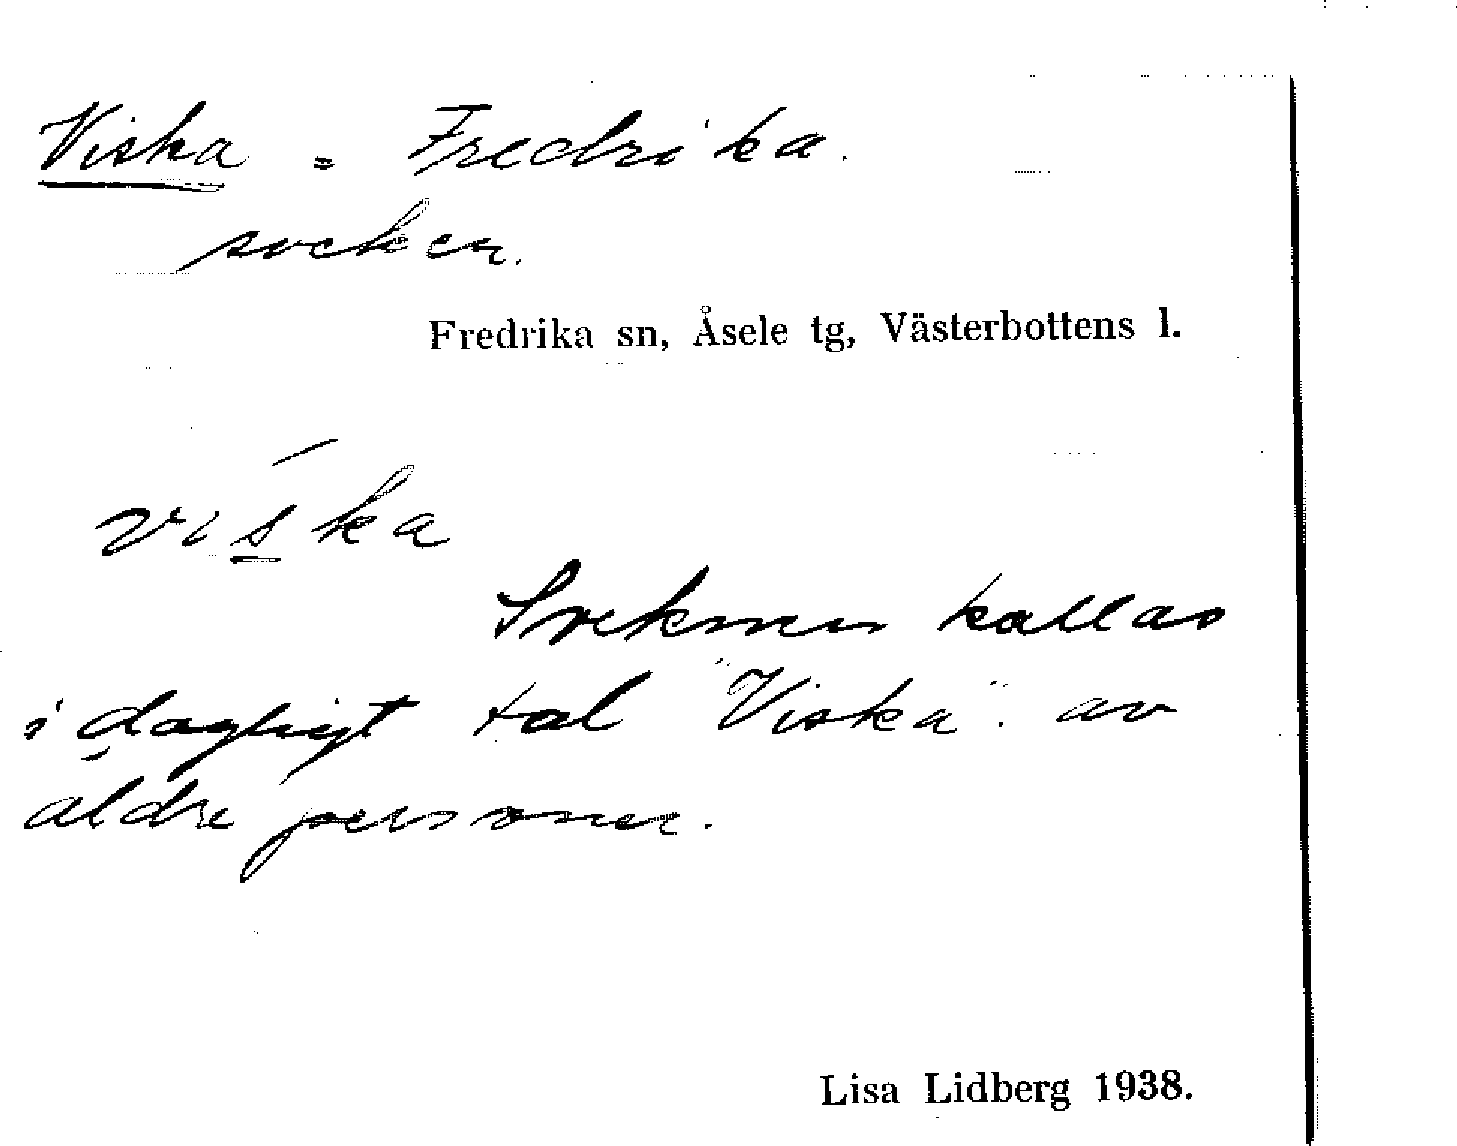 Viska = Fredrika.
socken.
Fredrika sn, Åsele tg, Västerbottens l.
viska
Socknen kallas
i dagligt tal "Viska". av
äldre personer.
Lisa Lidberg 1938.